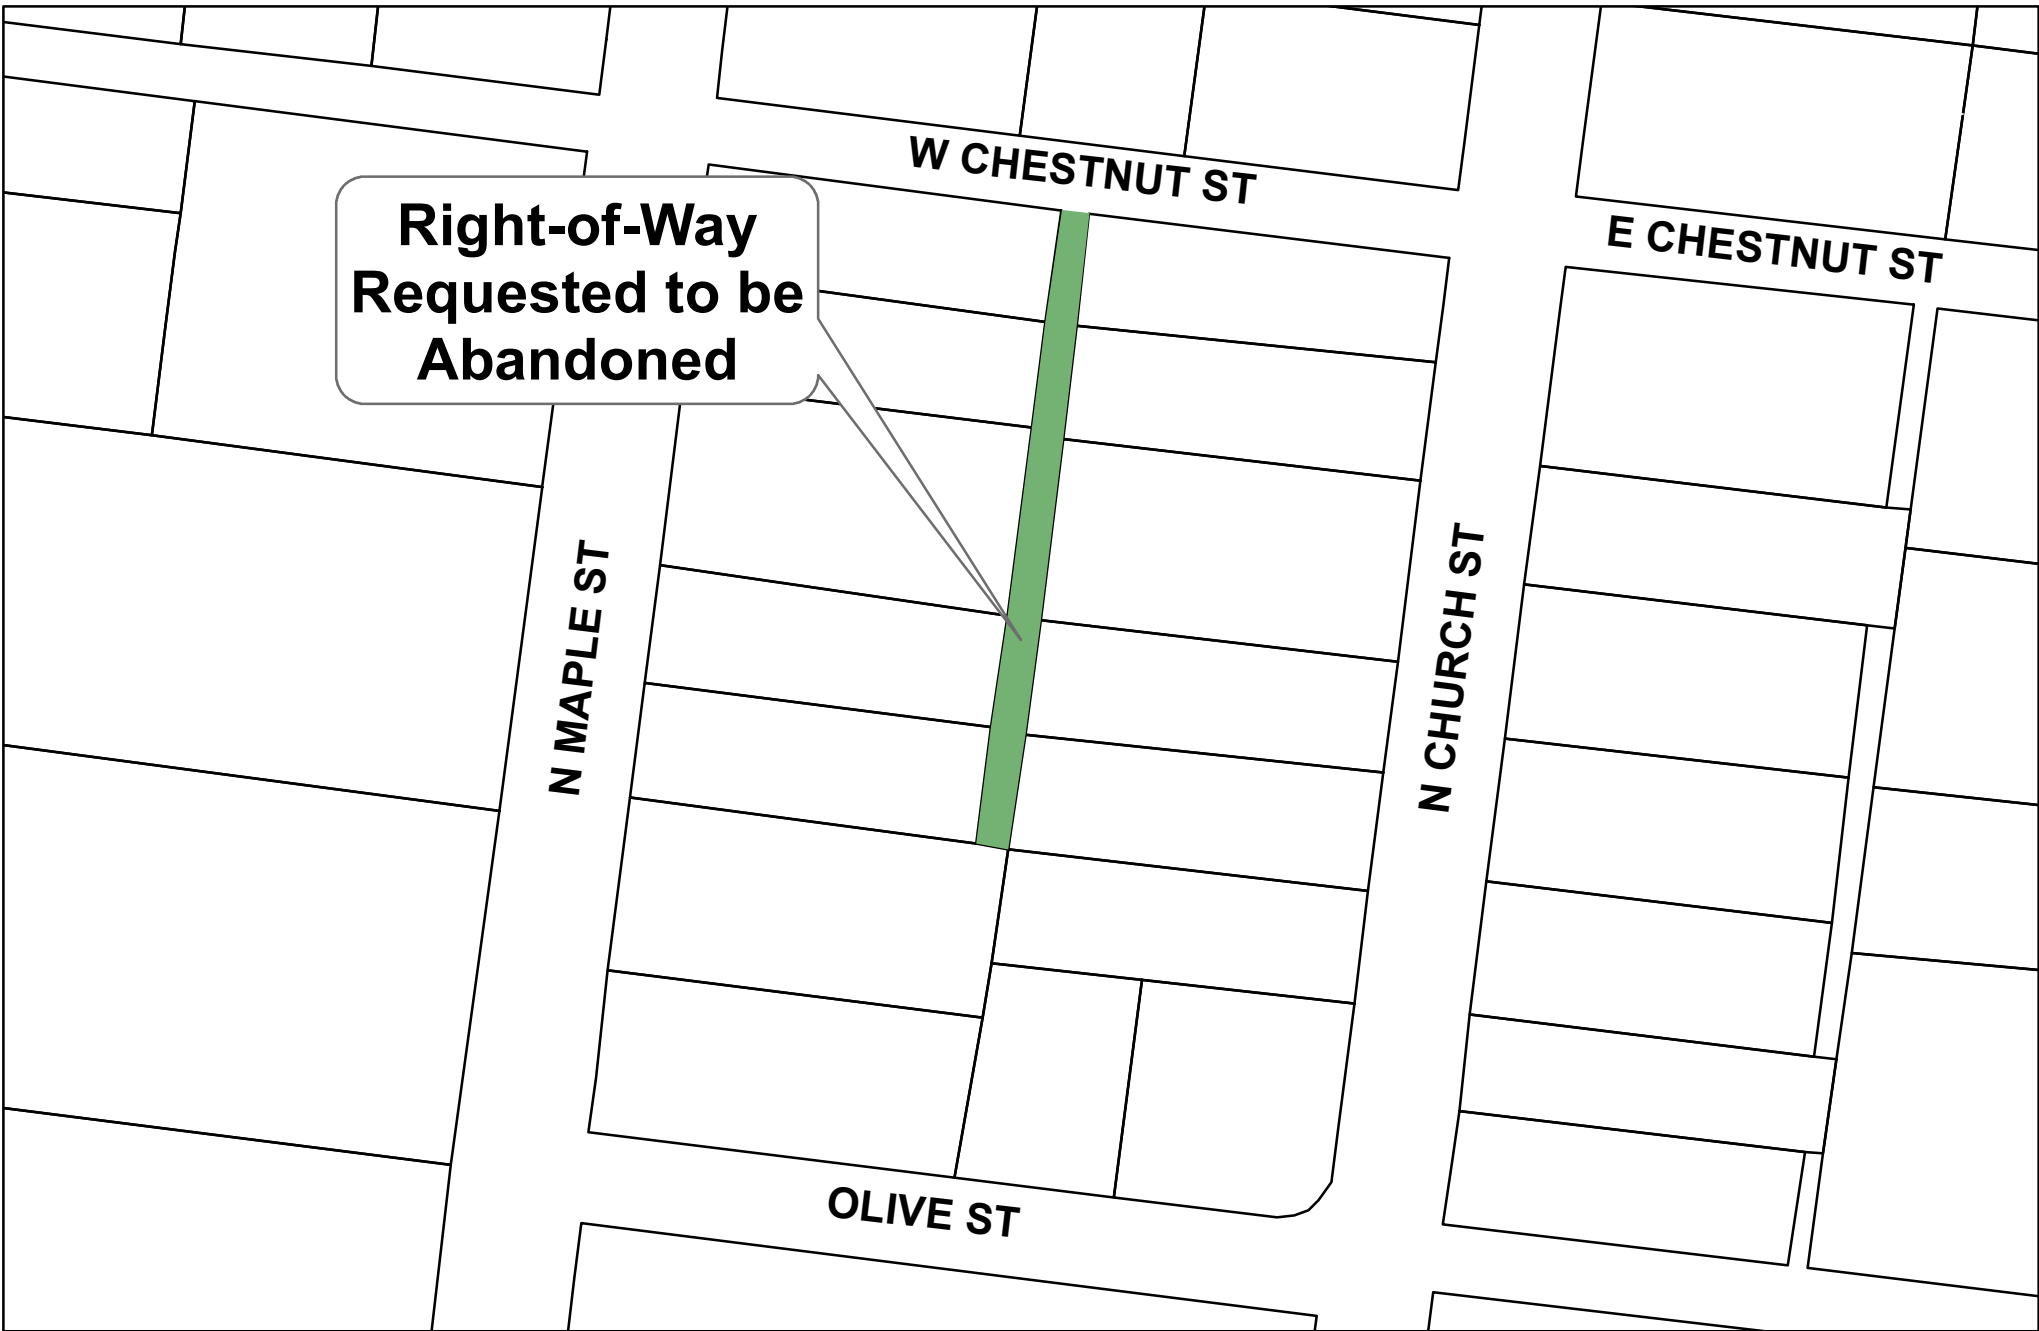 W CHESTNUT ST
Right-of-Way
Requested to be
Abandoned
E CHESTNUT ST
N MAPLE ST
N CHURCH ST
OLIVE ST